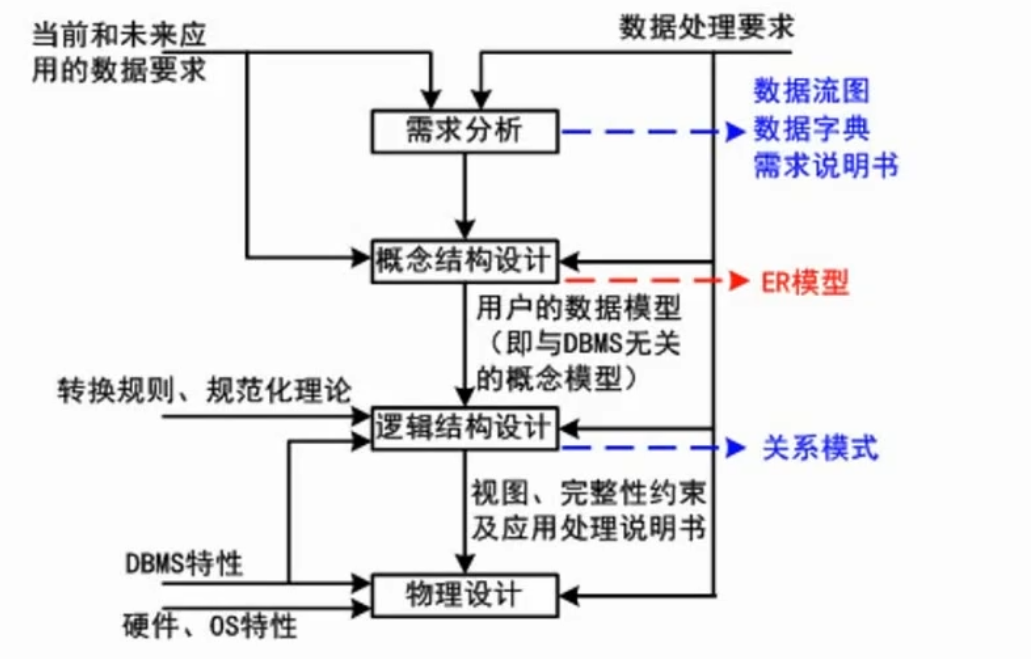 当前和未来应
用的数据要求
数据处理要求
数据流图
需求分析
数据字典
需求说明书
概念结构设计
ER模型
用户的数据模型
（即与DBMS无关
的概念模型）
转换规则、规范化理论
逻辑结构设计
关系模式
视图、完整性约束
及应用处理说明书
DBMS特性
物理设计
硬件、OS特性